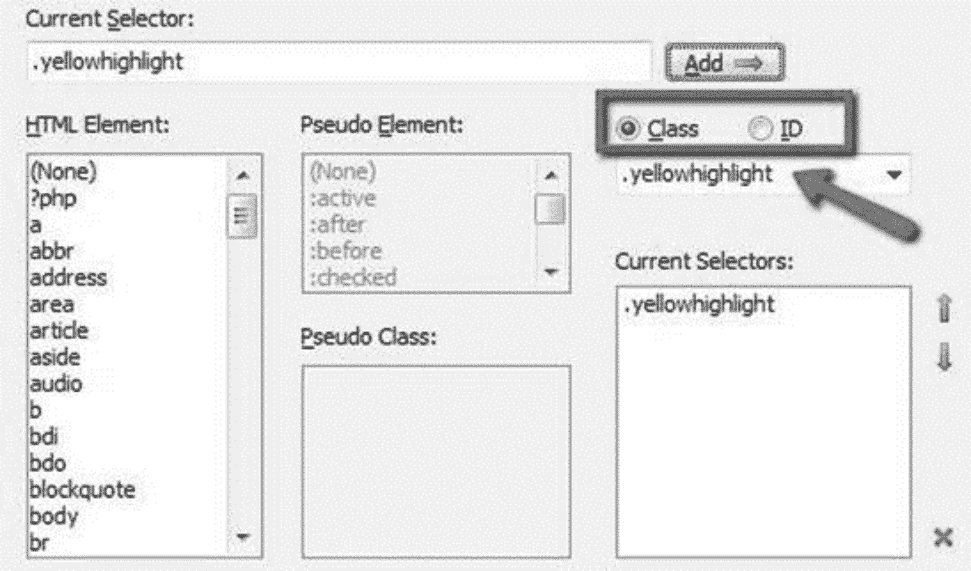 Current Selector:
.yellowhighlight
Add
HTML Element:
(None)
?php
a
abbr
address
area
article
aside
audio
b
bdi
bdo
blockquote
body
br
Pseudo Element:
(None)
:active
:after
:before
:checked
Pseudo Class:
Class
ID
.yellowhighlight
Current Selectors:
.yellowhighlight